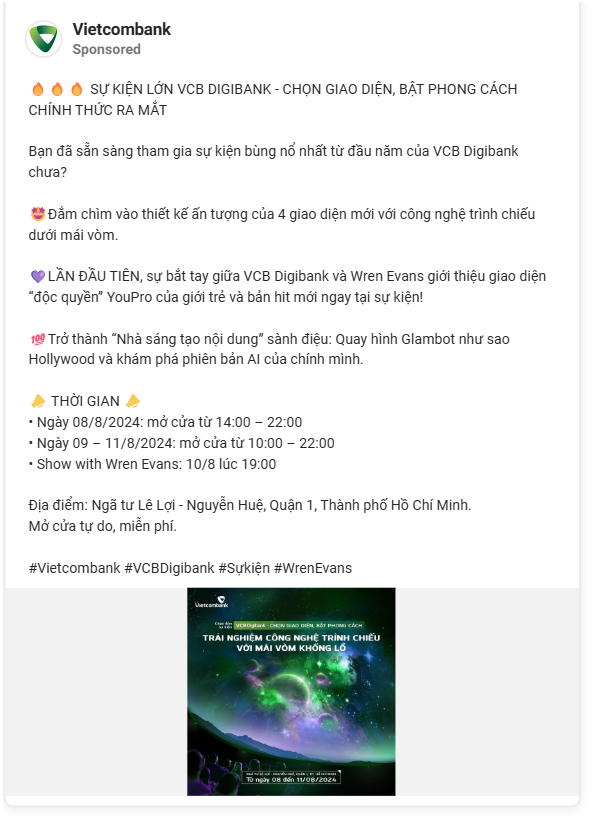 Vietcombank
Sponsored
🔥 🔥 🔥 SỰ KIỆN LỚN VCB DIGIBANK - CHỌN GIAO DIỆN, BẬT PHONG CÁCH
CHÍNH THỨC RA MẮT
Bạn đã sẵn sàng tham gia sự kiện bùng nổ nhất từ đầu năm của VCB Digibank
chưa?
🤩Đắm chìm vào thiết kế ấn tượng của 4 giao diện mới với công nghệ trình chiếu
dưới mái vòm.
💜LẦN ĐẦU TIÊN, sự bắt tay giữa VCB Digibank và Wren Evans giới thiệu giao diện
“độc quyền” YouPro của giới trẻ và bản hit mới ngay tại sự kiện!
💯Trở thành “Nhà sáng tạo nội dung” sành điệu: Quay hình Glambot như sao
Hollywood và khám phá phiên bản AI của chính mình.
📣 THỜI GIAN 📣
• Ngày 08/8/2024: mở cửa từ 14:00 – 22:00
• Ngày 09 – 11/8/2024: mở cửa từ 10:00 – 22:00
• Show with Wren Evans: 10/8 lúc 19:00
Địa điểm: Ngã tư Lê Lợi - Nguyễn Huệ, Quận 1, Thành phố Hồ Chí Minh.
Mở cửa tự do, miễn phí.
#Vietcombank #VCBDigibank #Sựkiện #WrenEvans
Vietcombank
VCBDigibank - CHỌN GIAO DIỆN, BẬT PHONG CÁCH
TRẢI NGHIỆM CÔNG NGHỆ TRÌNH CHIẾU
VỚI MÁI VÒM KHỔNG LỒ
Từ ngày 08 đến 11/08/2024